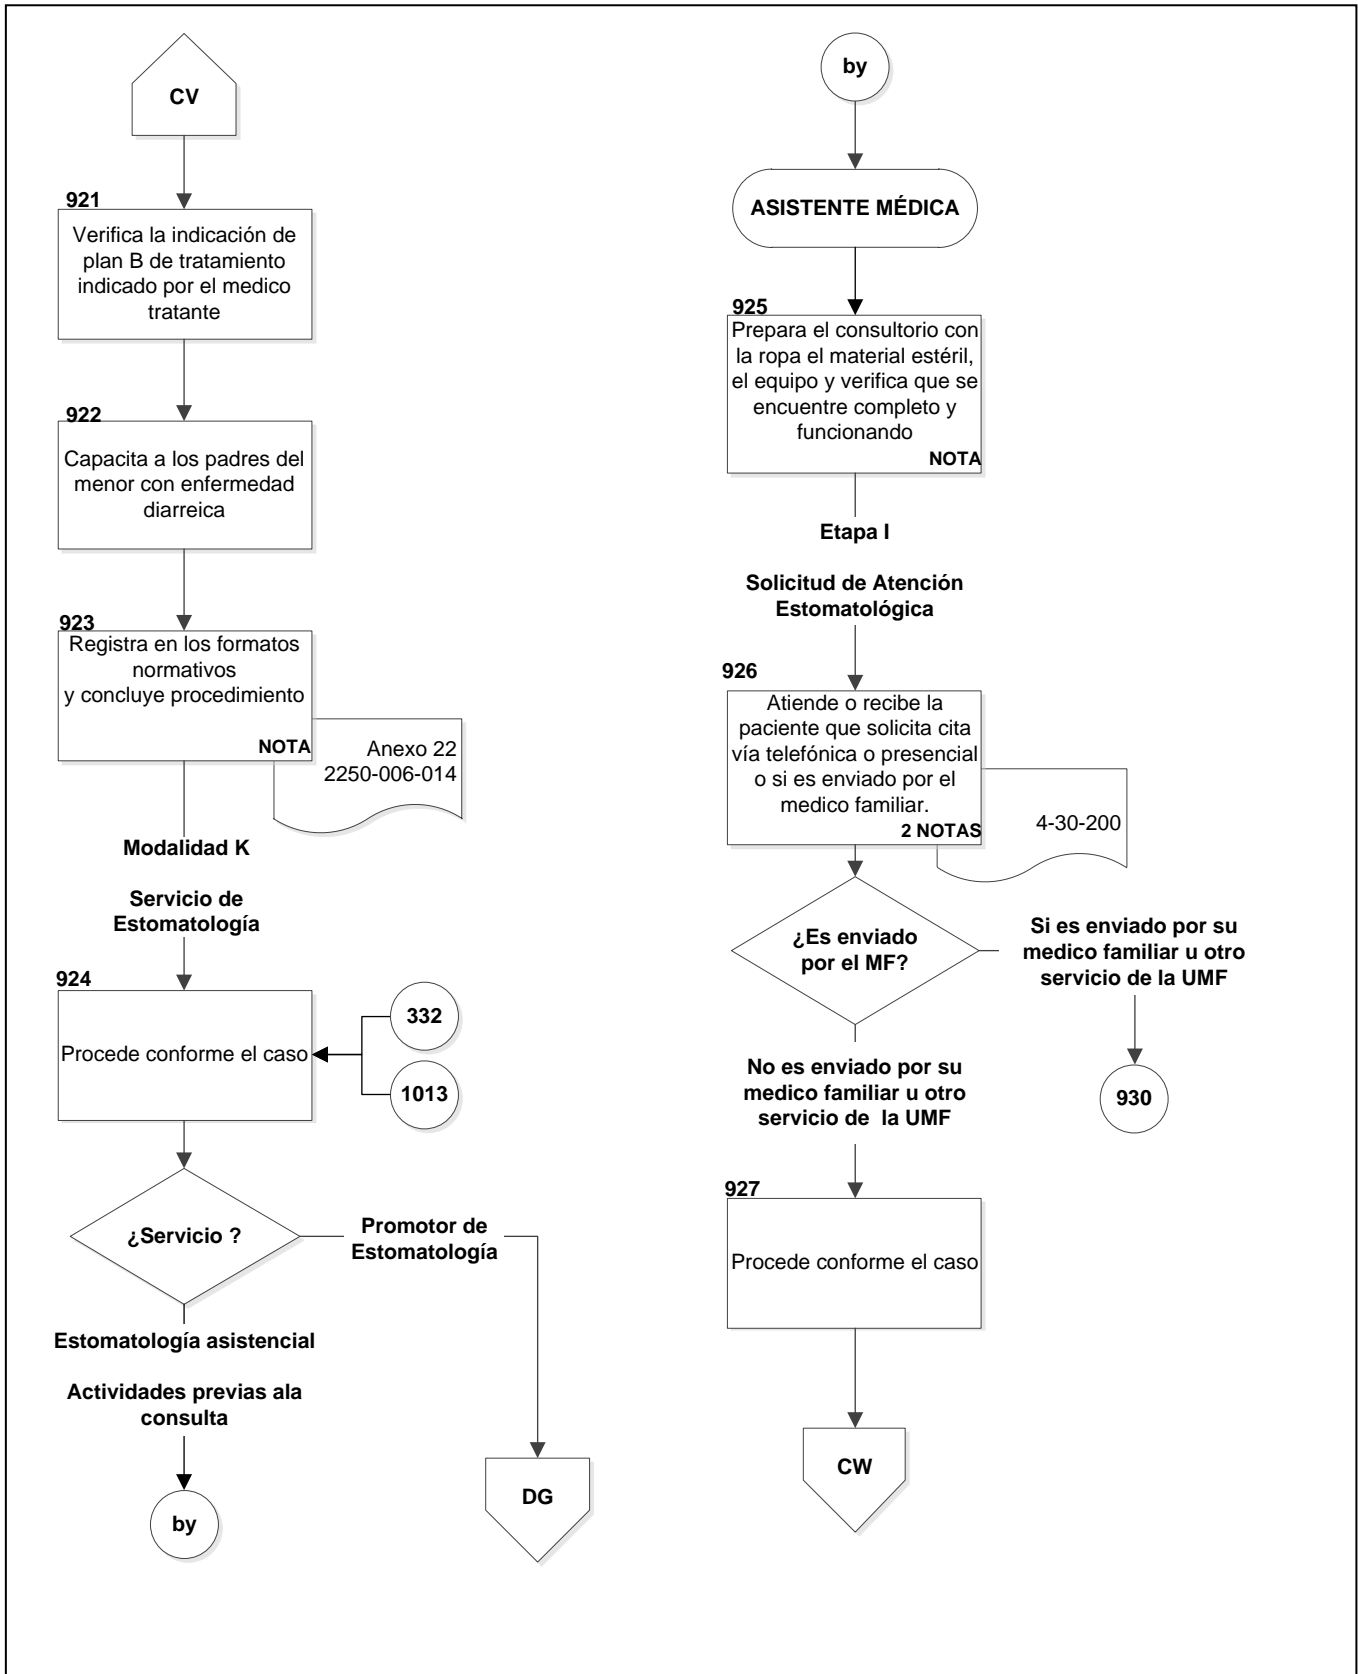 CV
921
Verifica la indicación de
plan B de tratamiento
indicado por el medico
tratante
922
Capacita a los padres del
menor con enfermedad
diarreica
923
Registra en los formatos
normativos
y concluye procedimiento
NOTA
Anexo 22
2250-006-014
Modalidad K
Servicio de
Estomatología
924
Procede conforme el caso
332
1013
¿Servicio ?
Promotor de
Estomatología
Estomatología asistencial
Actividades previas ala
consulta
by
DG
by
ASISTENTE MÉDICA
925
Prepara el consultorio con
la ropa el material estéril,
el equipo y verifica que se
encuentre completo y
funcionando
NOTA
Etapa I
Solicitud de Atención
Estomatológica
926
Atiende o recibe la
paciente que solicita cita
vía telefónica o presencial
o si es enviado por el
medico familiar.
2 NOTAS
4-30-200
¿Es enviado
por el MF?
Si es enviado por su
medico familiar u otro
servicio de la UMF
930
No es enviado por su
medico familiar u otro
servicio de  la UMF
927
Procede conforme el caso
CW